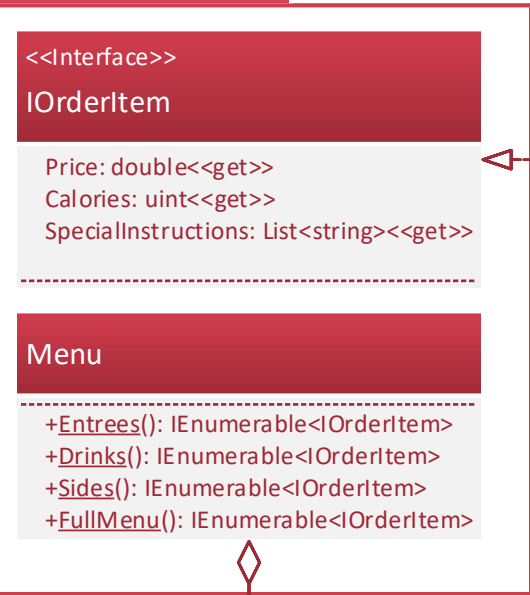 <<Interface>>
IOrderItem
Price: double<<get>>
Calories: uint<<get>>
SpecialInstructions: List<string><<get>>
Menu
+Entrees(): IEnumerable<IOrderItem>
+Drinks(): IEnumerable<IOrderItem>
+Sides(): IEnumerable<IOrderItem>
+FullMenu(): IEnumerable<IOrderItem>